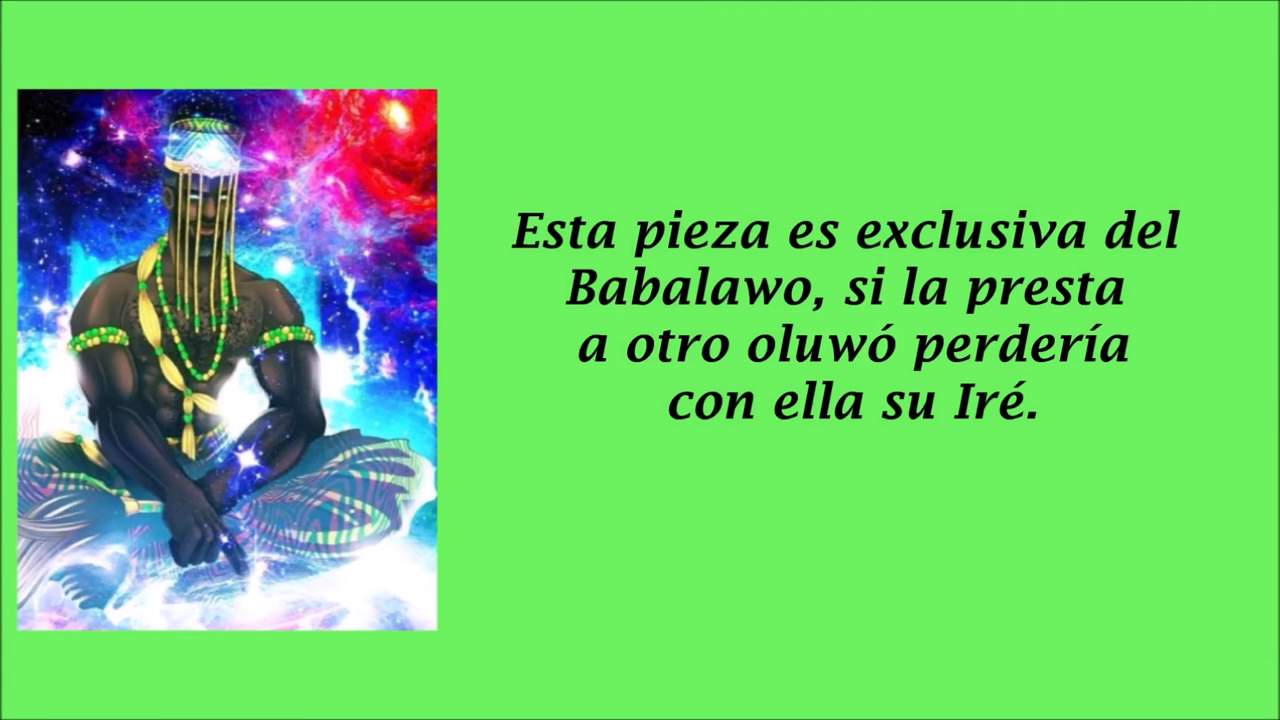 Esta pieza es exclusiva del
Babalawo, si la presta
a otro oluwó perdería
con ella su Iré.